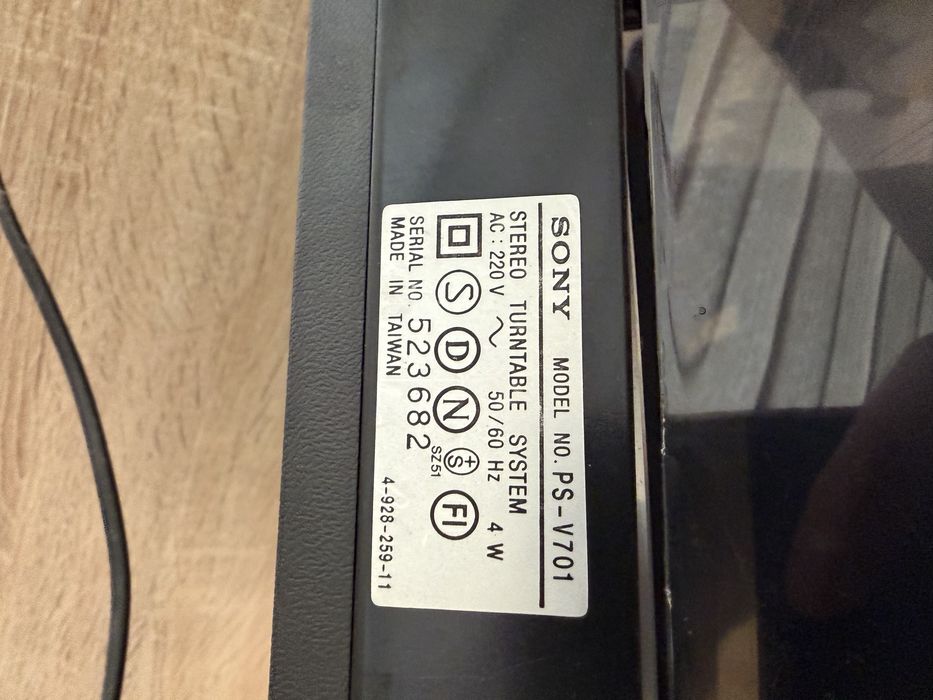 SONY MODEL NO. PS-V701
STEREO TURNTABLE SYSTEM
AC: 220 V ~ 50/60 Hz 4 W
S D N +S FI
SZ51
SERIAL NO. 523682
MADE IN TAIWAN 4-928-259-11